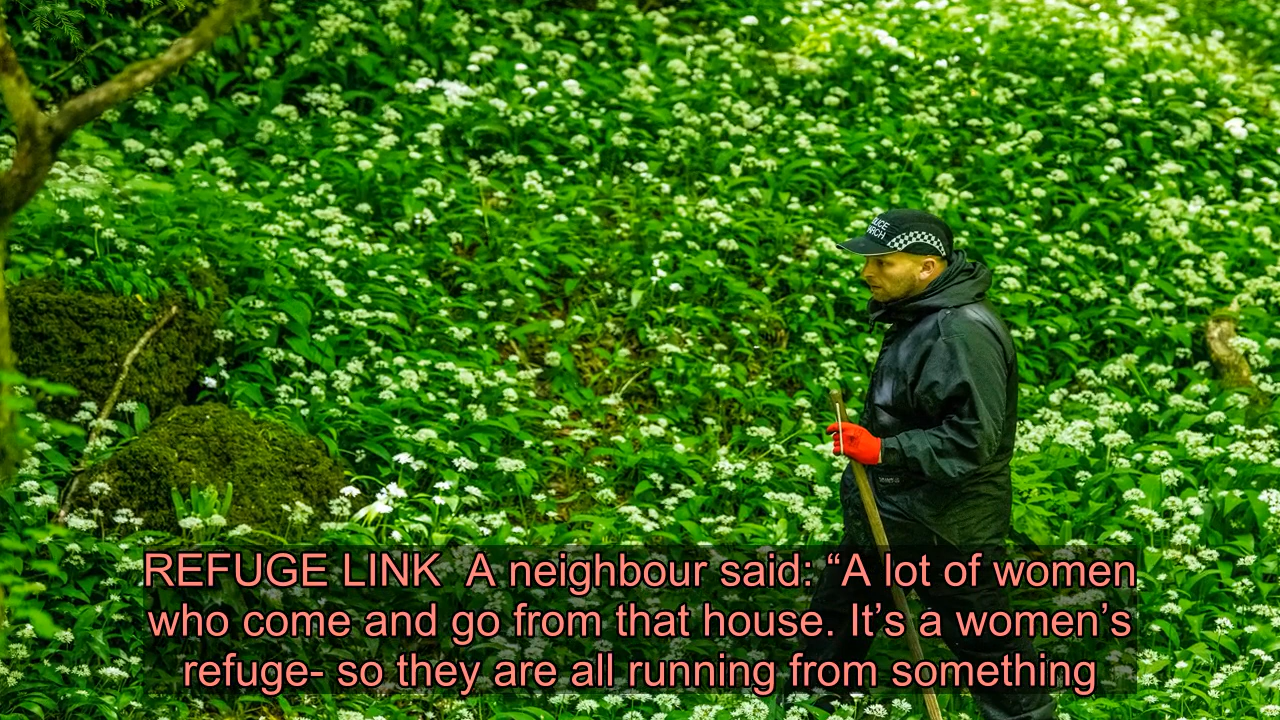 REFUGE LINK  A neighbour said: “A lot of women
who come and go from that house. It’s a women’s
refuge- so they are all running from something